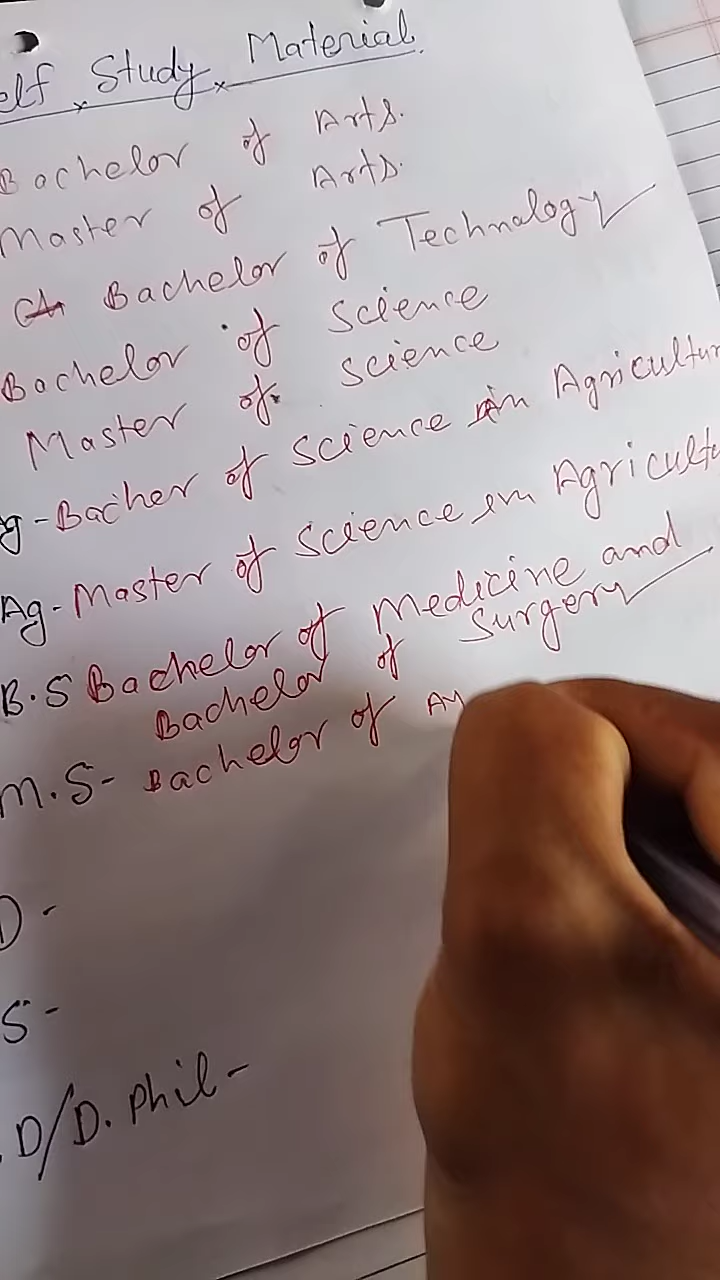 elf Study Material
Bachelor of Arts.
Master of Arts.
Bachelor of Technology
Bachelor of Science
Master of Science
g - Bacher of Science in Agricultur
Ag - Master of Science in Agricultu
B.S Bachelor of Medicine and
Bachelor of Surgery
M.S - Bachelor of Ay
D -
S -
.D/D. Phil -